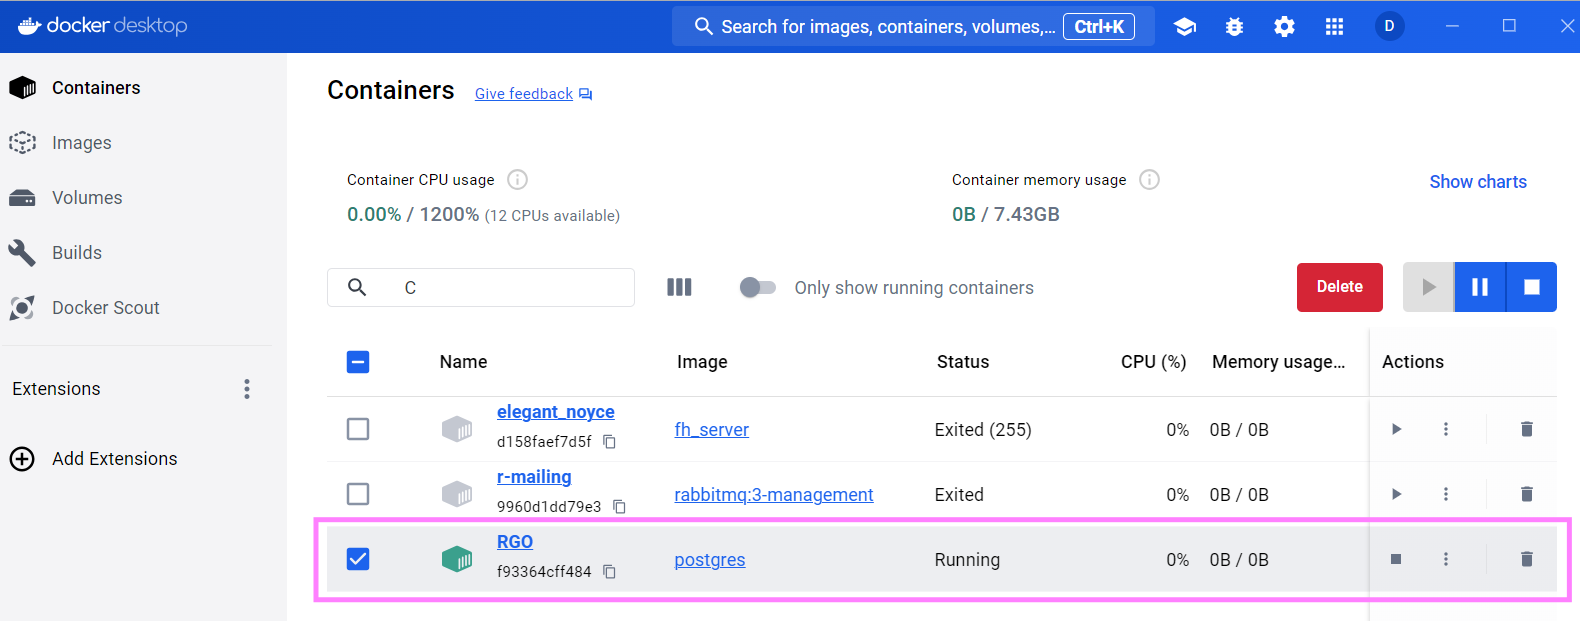 docker desktop
Search for images, containers, volumes,... Ctrl+K
D
Containers
Images
Volumes
Builds
Docker Scout
Extensions
Add Extensions
Containers Give feedback
Container CPU usage
0.00% / 1200% (12 CPUs available)
Container memory usage
0B / 7.43GB
Show charts
C
Only show running containers
Delete
Name Image Status CPU (%) Memory usage... Actions
elegant_noyce
d158faef7d5f
fh_server Exited (255) 0% 0B / 0B
r-mailing
9960d1dd79e3
rabbitmq:3-management Exited 0% 0B / 0B
RGO
f93364cff484
postgres Running 0% 0B / 0B